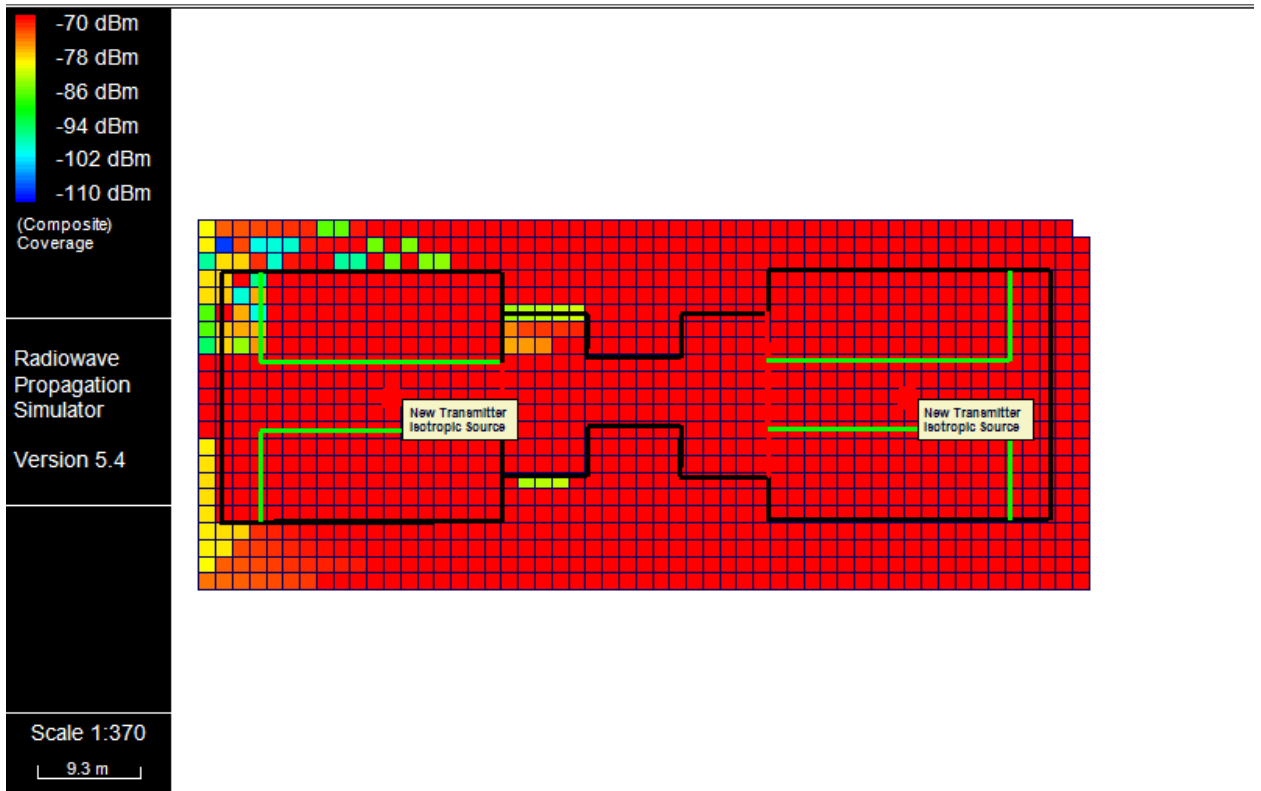 -70 dBm
-78 dBm
-86 dBm
-94 dBm
-102 dBm
-110 dBm
(Composite)
Coverage
Radiowave
Propagation
Simulator
Version 5.4
New Transmitter
Isotropic Source
New Transmitter
Isotropic Source
Scale 1:370
9.3 m